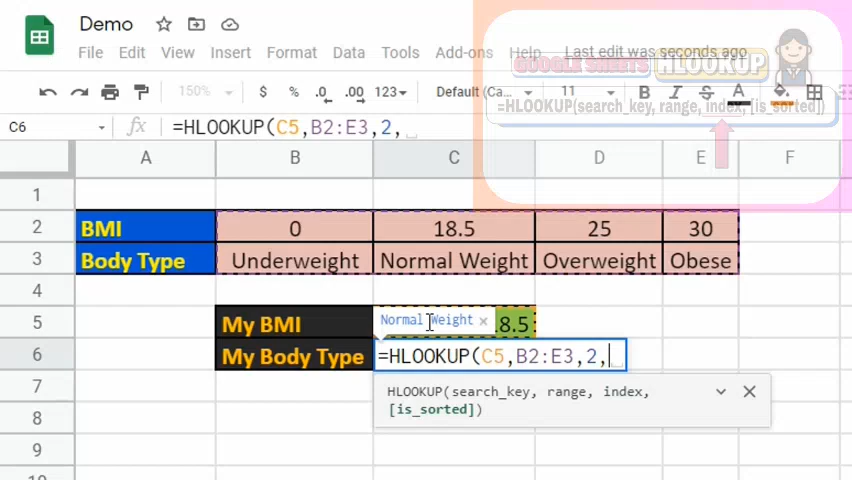 Demo
File Edit View Insert Format Data Tools Add-ons Help Last edit was seconds ago
GOOGLE SHEETS HLOOKUP
=HLOOKUP(search_key, range, index, [is_sorted])
150% $ % .0 .00 123 Default (Ca... 11 B I S A
C6 fx =HLOOKUP(C5,B2:E3,2,
A B C D E F
1
2 BMI 0 18.5 25 30
3 Body Type Underweight Normal Weight Overweight Obese
4
5 My BMI Normal Weight × 8.5
6 My Body Type =HLOOKUP(C5,B2:E3,2,
7 HLOOKUP(search_key, range, index,
8 [is_sorted])
9
10